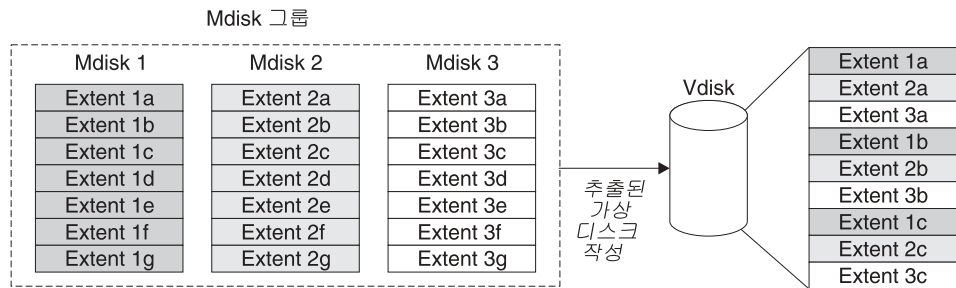 Mdisk 그룹
Mdisk 1
Extent 1a
Extent 1b
Extent 1c
Extent 1d
Extent 1e
Extent 1f
Extent 1g
Mdisk 2
Extent 2a
Extent 2b
Extent 2c
Extent 2d
Extent 2e
Extent 2f
Extent 2g
Mdisk 3
Extent 3a
Extent 3b
Extent 3c
Extent 3d
Extent 3e
Extent 3f
Extent 3g
추출된
가상
디스크
작성
Vdisk
Extent 1a
Extent 2a
Extent 3a
Extent 1b
Extent 2b
Extent 3b
Extent 1c
Extent 2c
Extent 3c